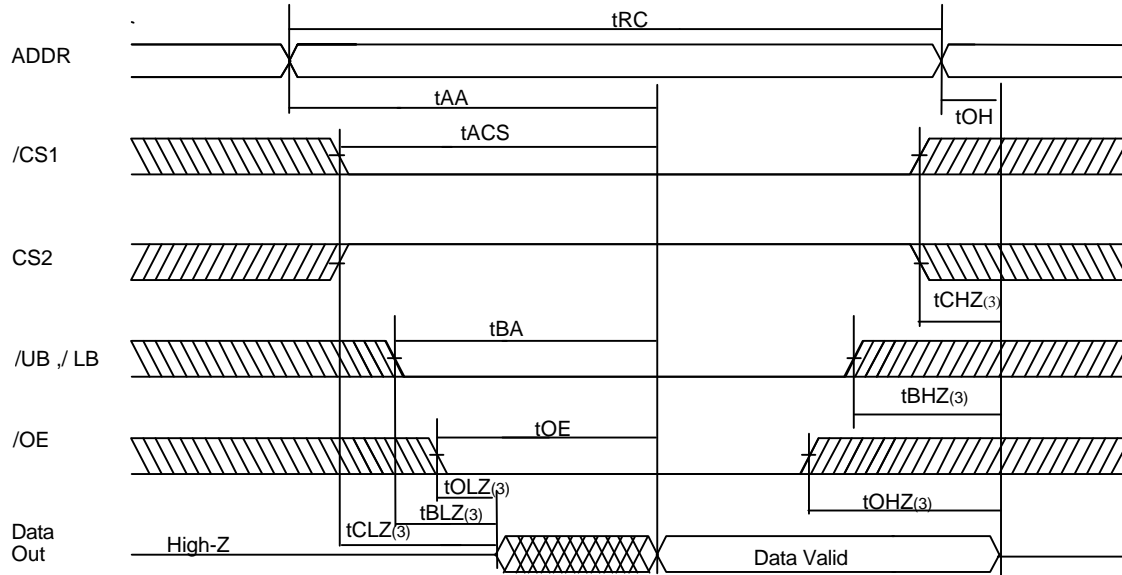 tRC
ADDR
tAA
tOH
tACS
/CS1
CS2
tCHZ(3)
tBA
/UB ,/ LB
tBHZ(3)
/OE
tOE
tOLZ(3)
tOHZ(3)
tBLZ(3)
tCLZ(3)
Data
Out
High-Z
Data Valid